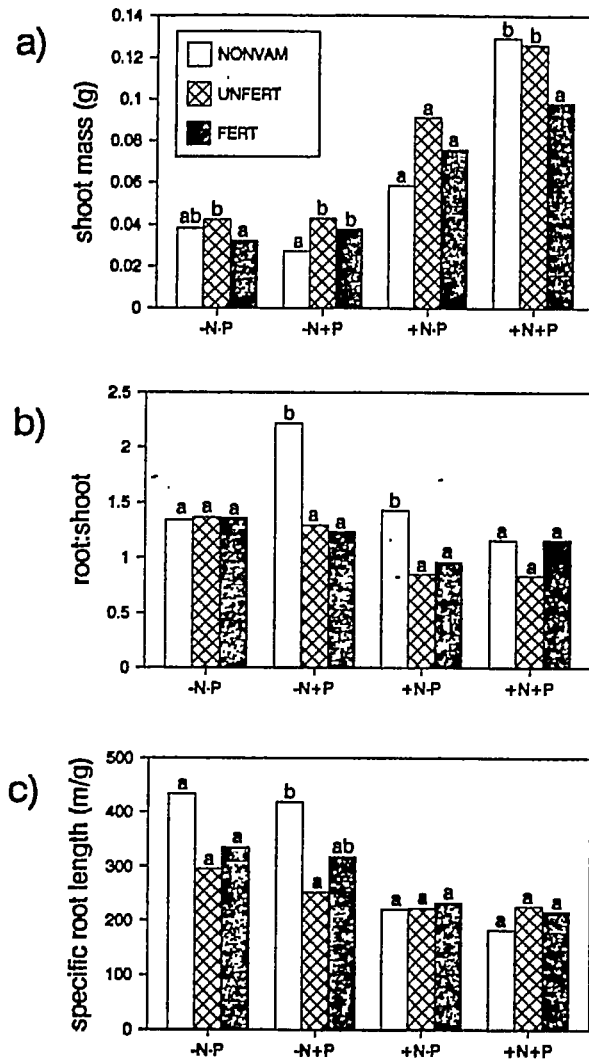 a)
shoot mass (g)
0.14
0.12
0.1
0.08
0.06
0.04
0.02
0
NONVAM
UNFERT
FERT
ab b a
a b b
a a a
b b a
-N-P -N+P +N-P +N+P
b)
root:shoot
2.5
2
1.5
1
0.5
0
a a a
b a a
b a a
a a a
-N-P -N+P +N-P +N+P
c)
specific root length (m/g)
500
400
300
200
100
0
a a a
b a ab
a a a
a a a
-N-P -N+P +N-P +N+P